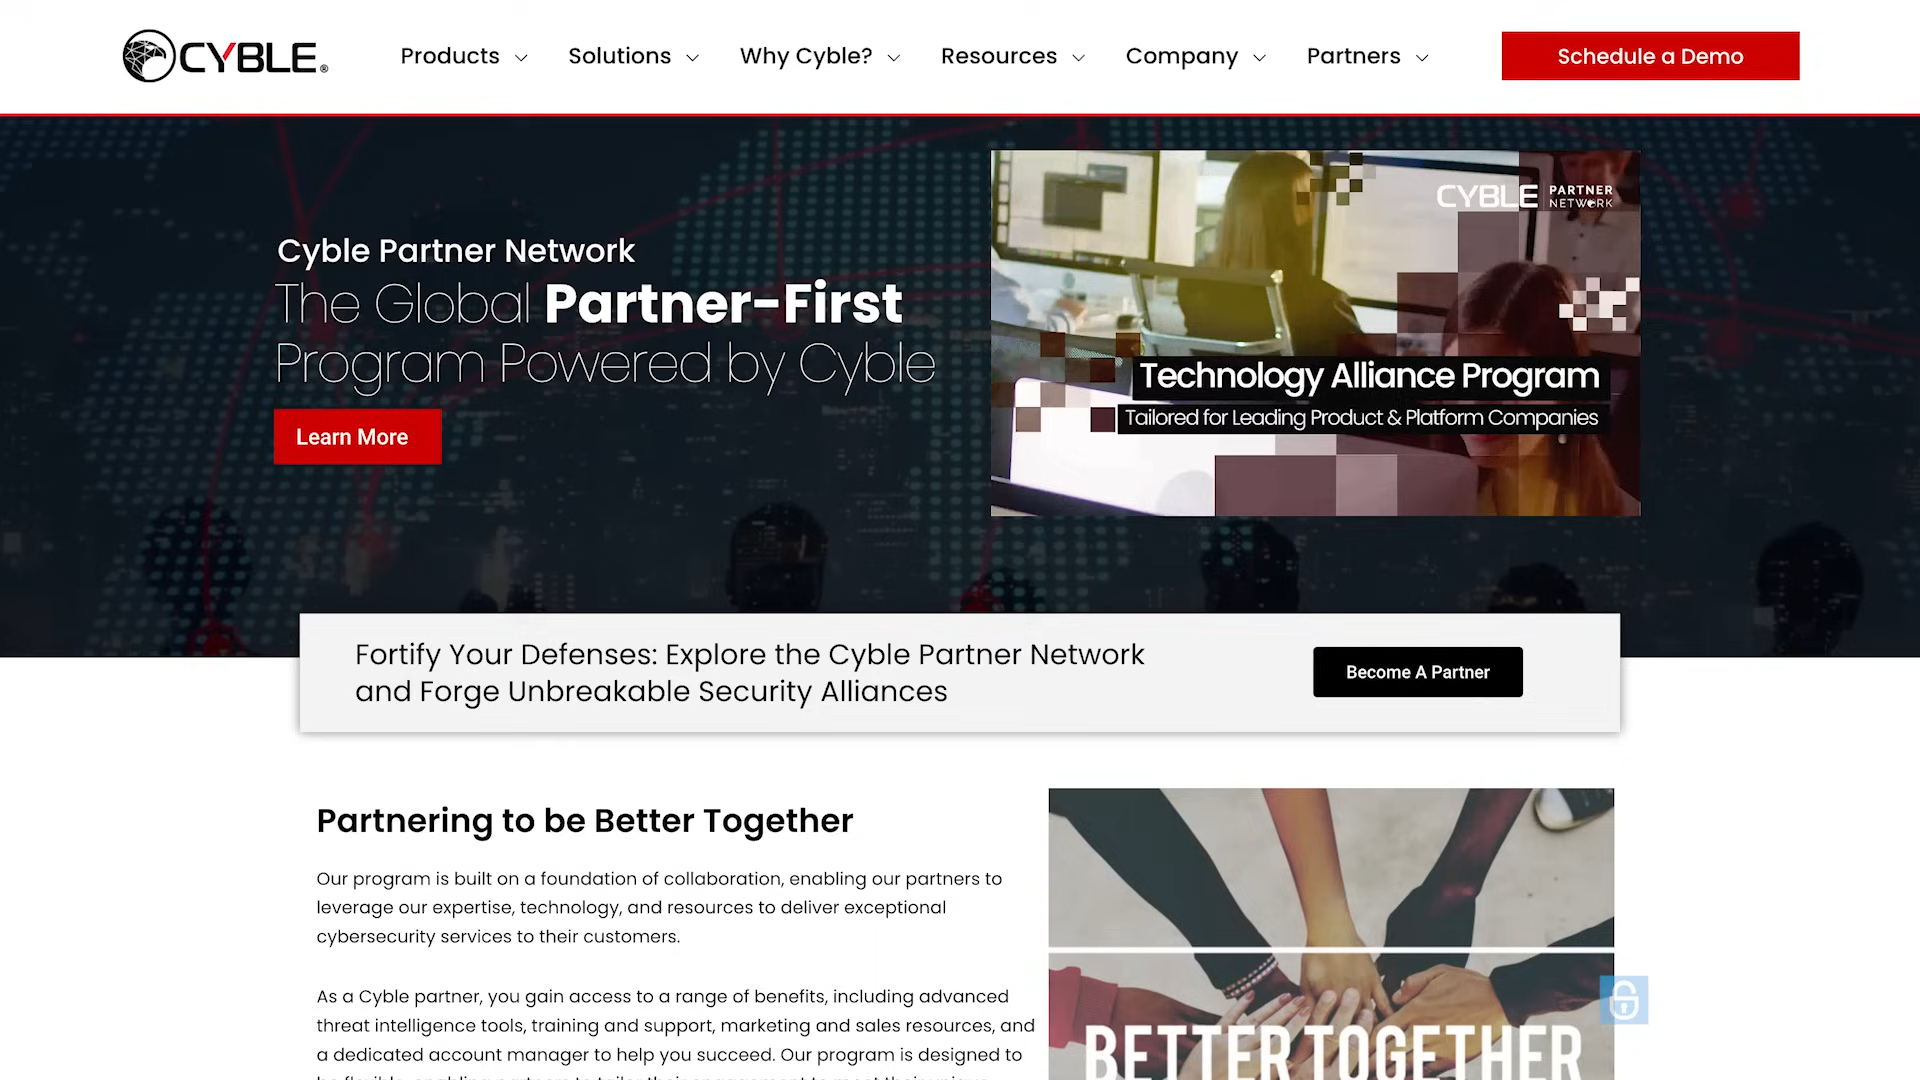 CYBLE®
Products
Solutions
Why Cyble?
Resources
Company
Partners
Schedule a Demo
Cyble Partner Network
The Global Partner-First
Program Powered by Cyble
Learn More
CYBLE PARTNER NETWORK
Technology Alliance Program
Tailored for Leading Product & Platform Companies
Fortify Your Defenses: Explore the Cyble Partner Network
and Forge Unbreakable Security Alliances
Become A Partner
Partnering to be Better Together
Our program is built on a foundation of collaboration, enabling our partners to
leverage our expertise, technology, and resources to deliver exceptional
cybersecurity services to their customers.
As a Cyble partner, you gain access to a range of benefits, including advanced
threat intelligence tools, training and support, marketing and sales resources, and
a dedicated account manager to help you succeed. Our program is designed to
BETTER TOGETHER